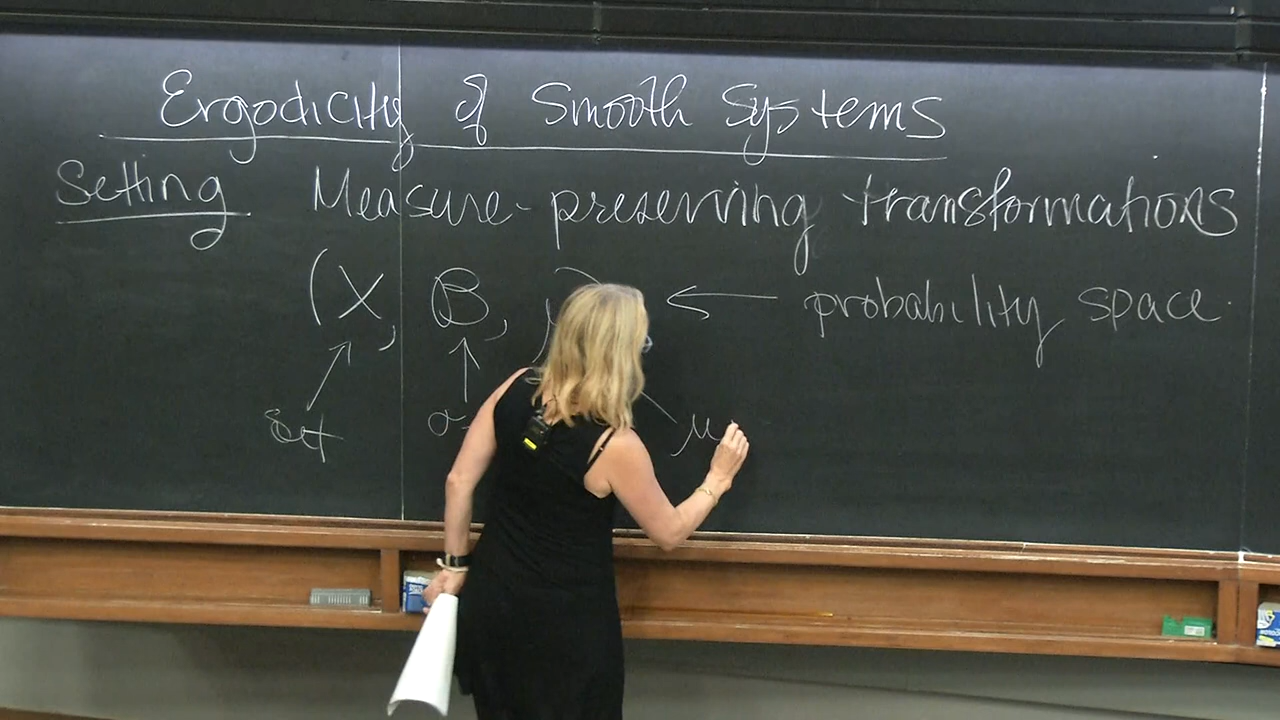 Ergodicity of Smooth Systems
Setting Measure-preserving transformations
(X, B, μ ← probability space.
Set σ- μ